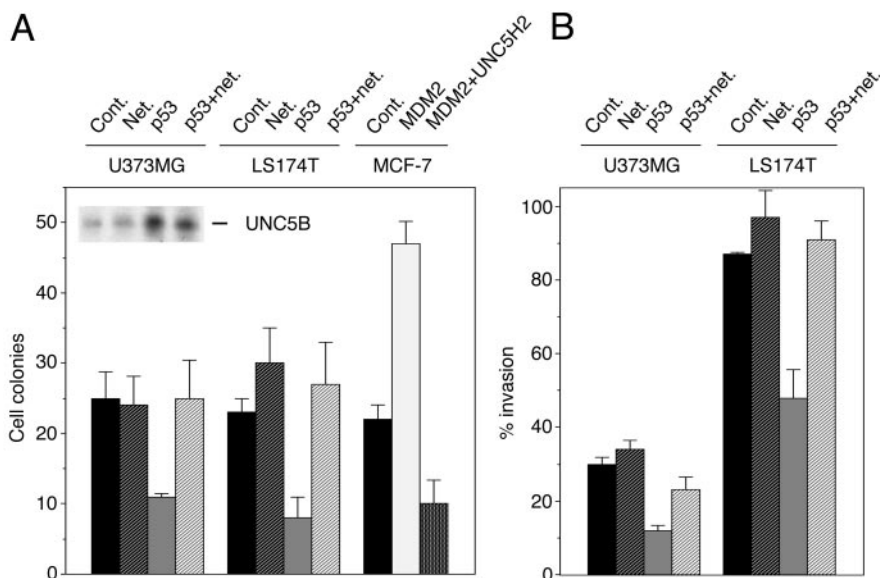 A
Cont.
Net.
p53
p53+net.
Cont.
Net.
p53
p53+net.
Cont.
MDM2
MDM2+UNC5H2
U373MG
LS174T
MCF-7
UNC5B
Cell colonies
50
40
30
20
10
0
B
Cont.
Net.
p53
p53+net.
Cont.
Net.
p53
p53+net.
U373MG
LS174T
% invasion
100
80
60
40
20
0